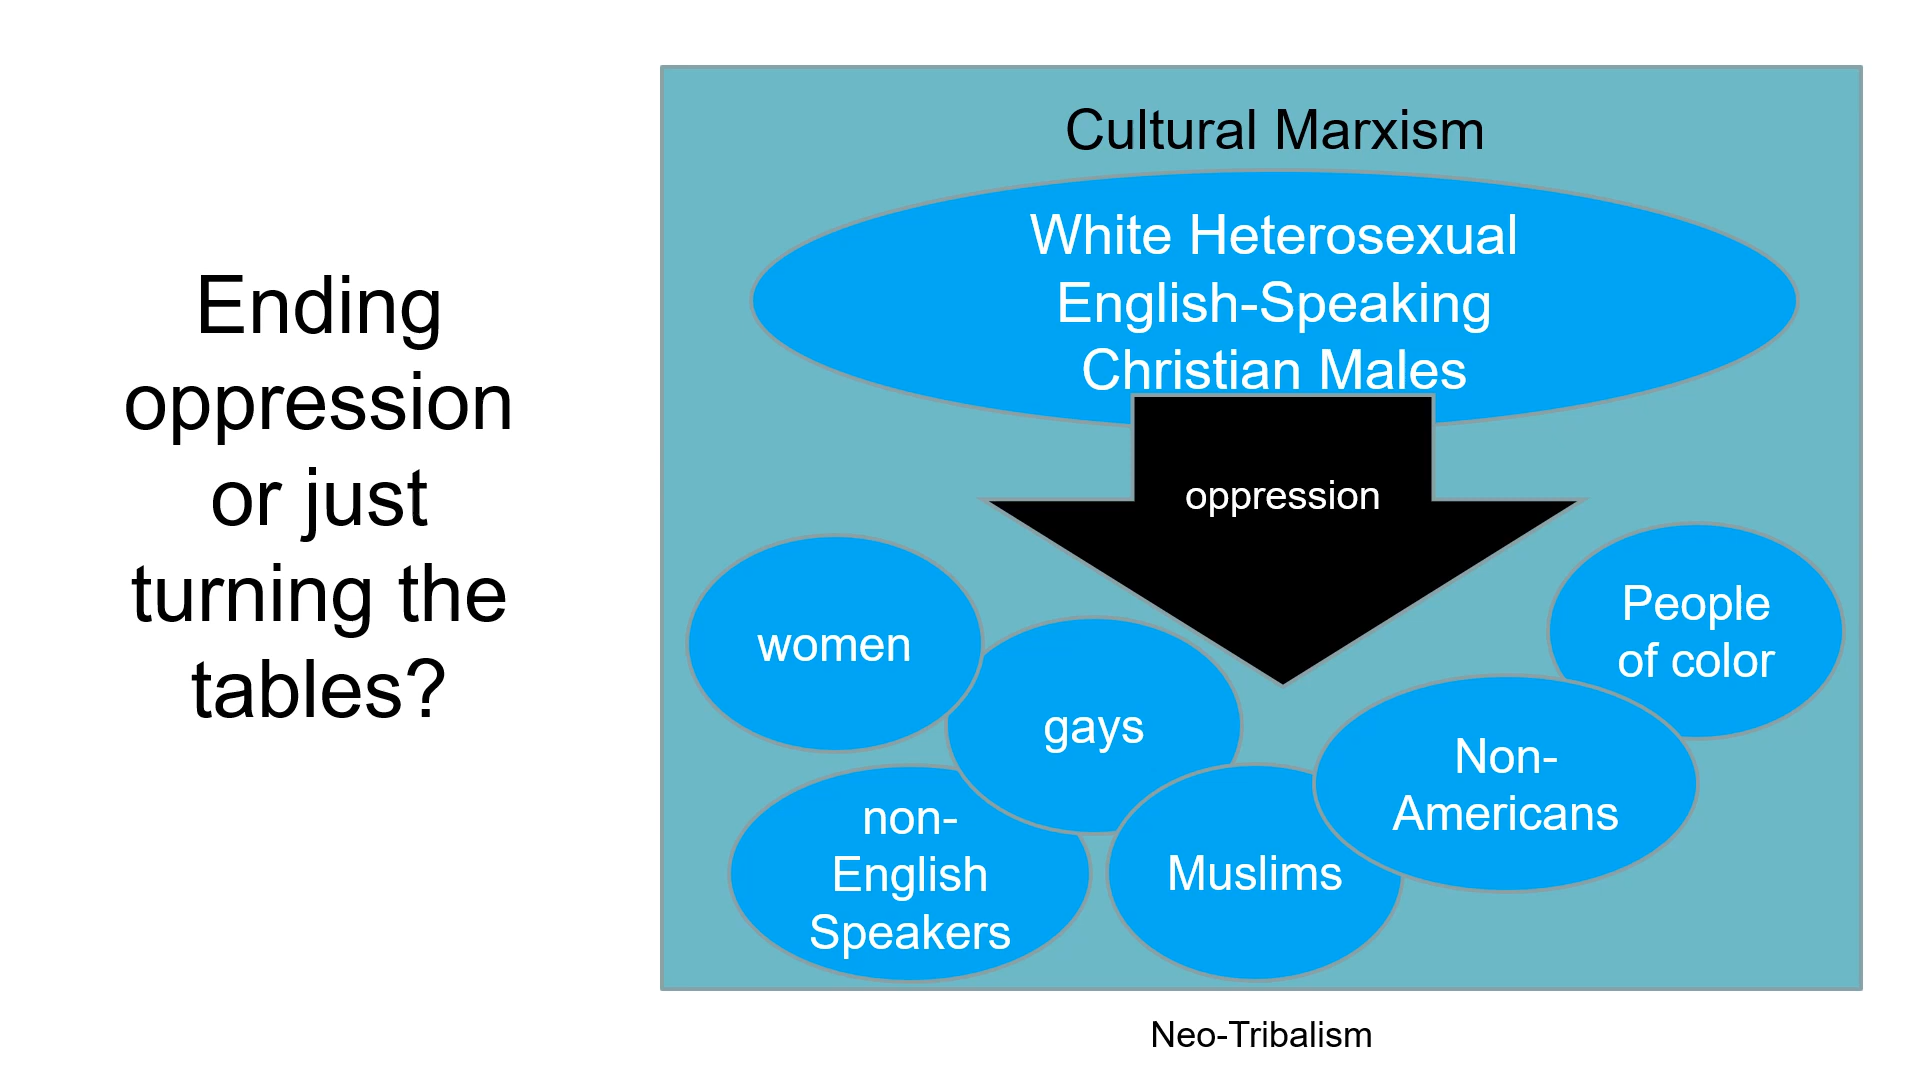 Ending
oppression
or just
turning the
tables?
Cultural Marxism
White Heterosexual
English-Speaking
Christian Males
oppression
women
gays
People
of color
Non-
Americans
non-
English
Speakers
Muslims
Neo-Tribalism